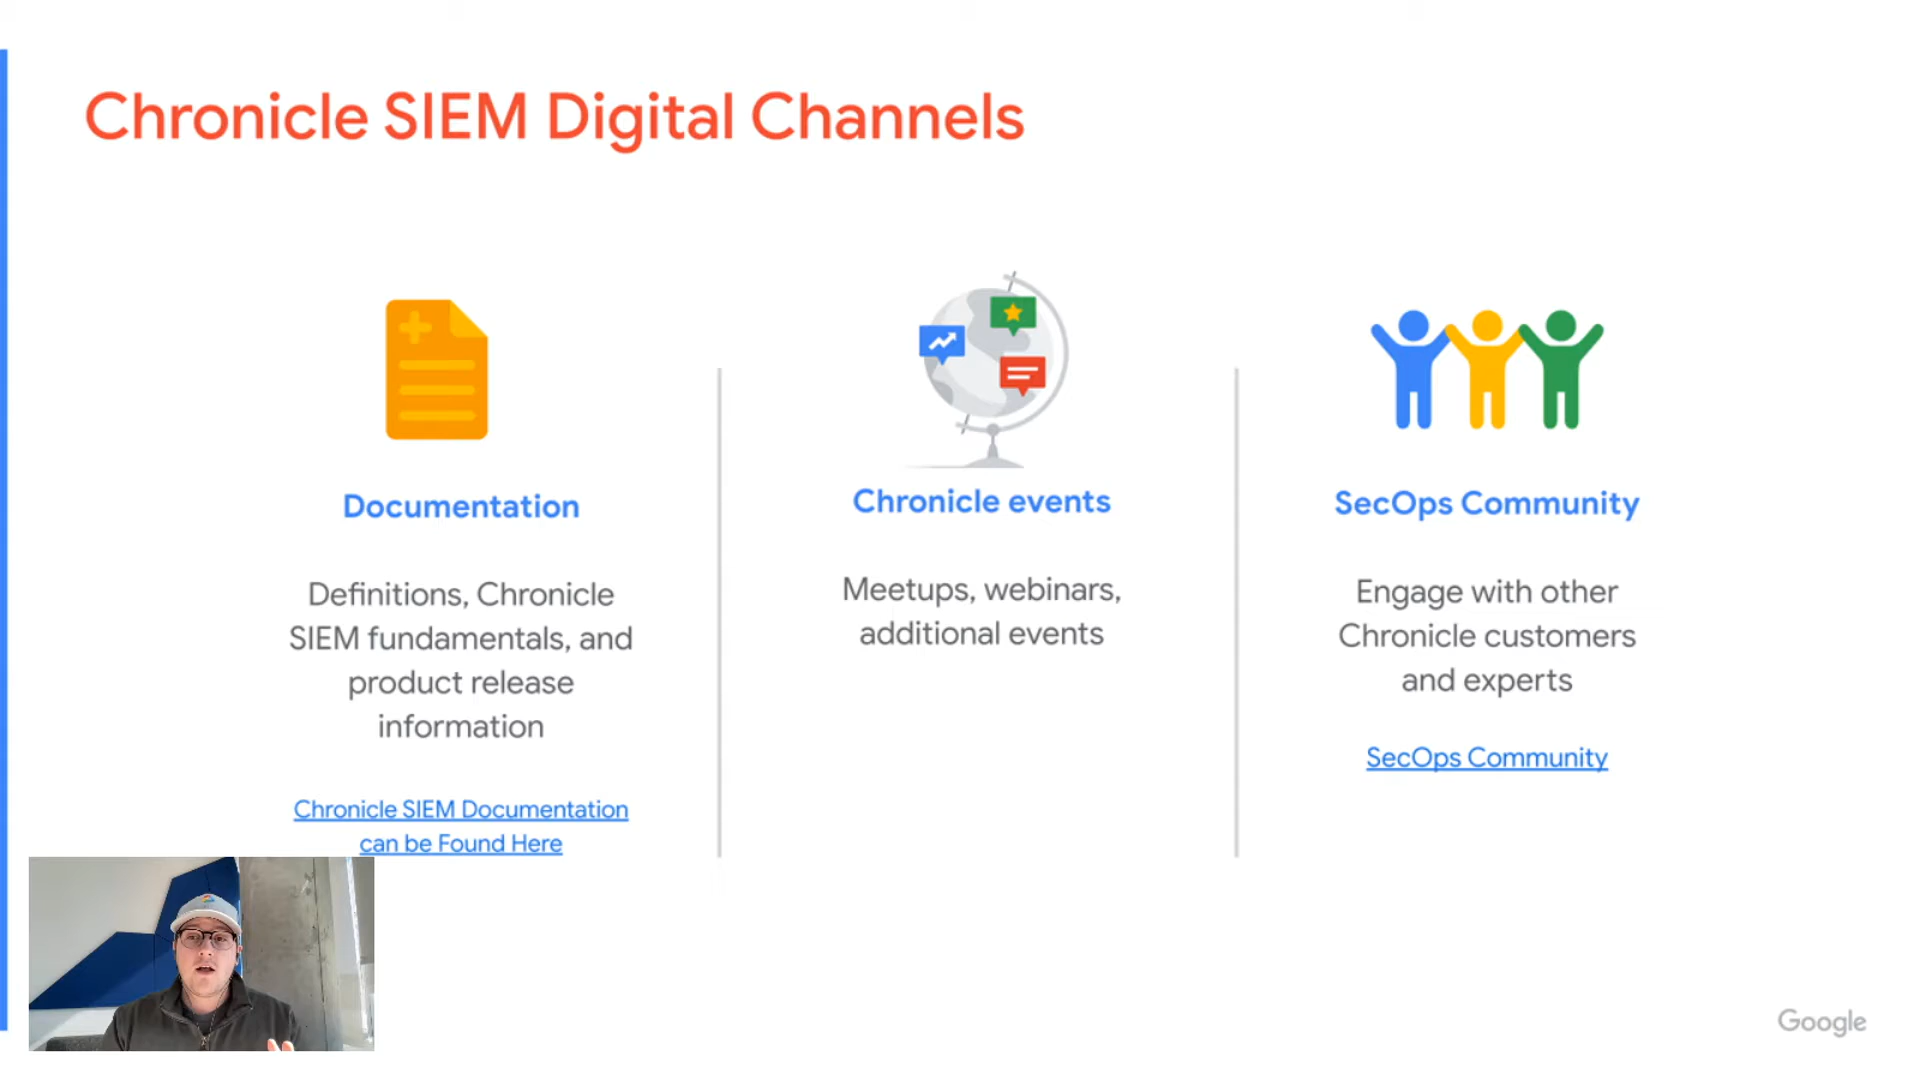 Chronicle SIEM Digital Channels
Documentation
Definitions, Chronicle
SIEM fundamentals, and
product release
information
Chronicle SIEM Documentation
can be Found Here
Chronicle events
Meetups, webinars,
additional events
SecOps Community
Engage with other
Chronicle customers
and experts
SecOps Community
Google